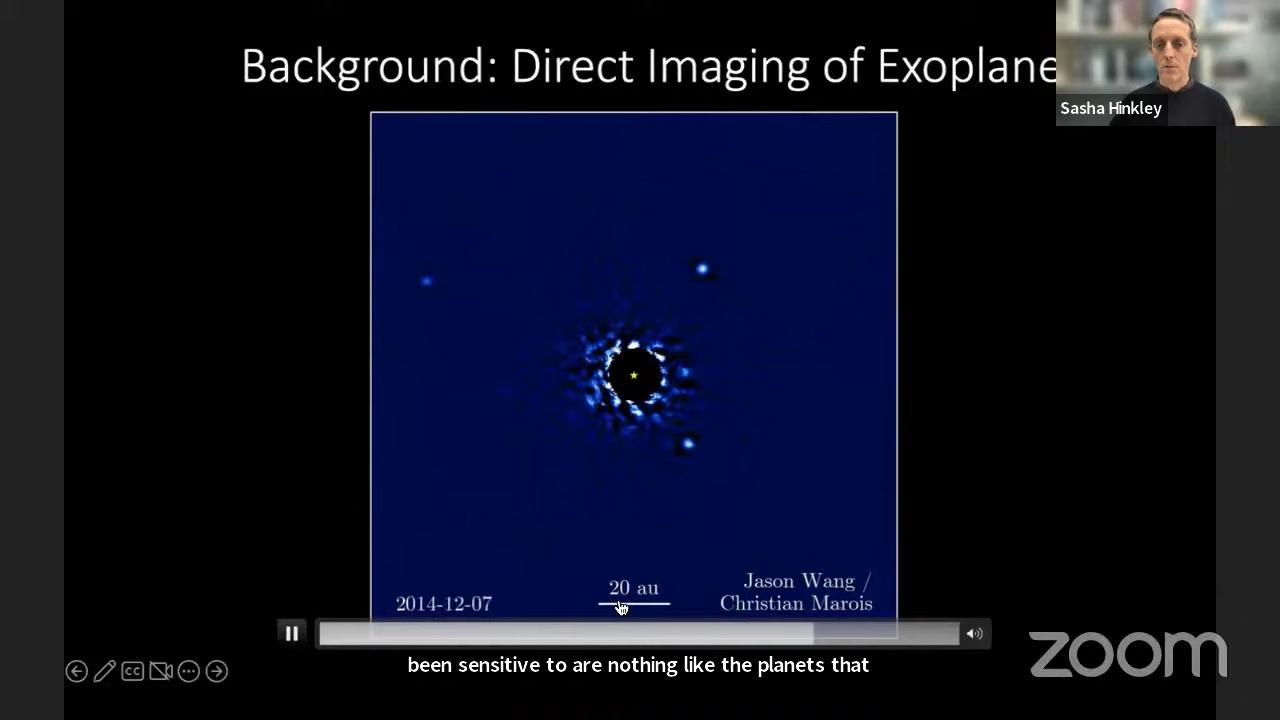 Background: Direct Imaging of Exoplane
Sasha Hinkley
20 au
Jason Wang /
2014-12-07
Christian Marois
CC
been sensitive to are nothing like the planets that
zoom